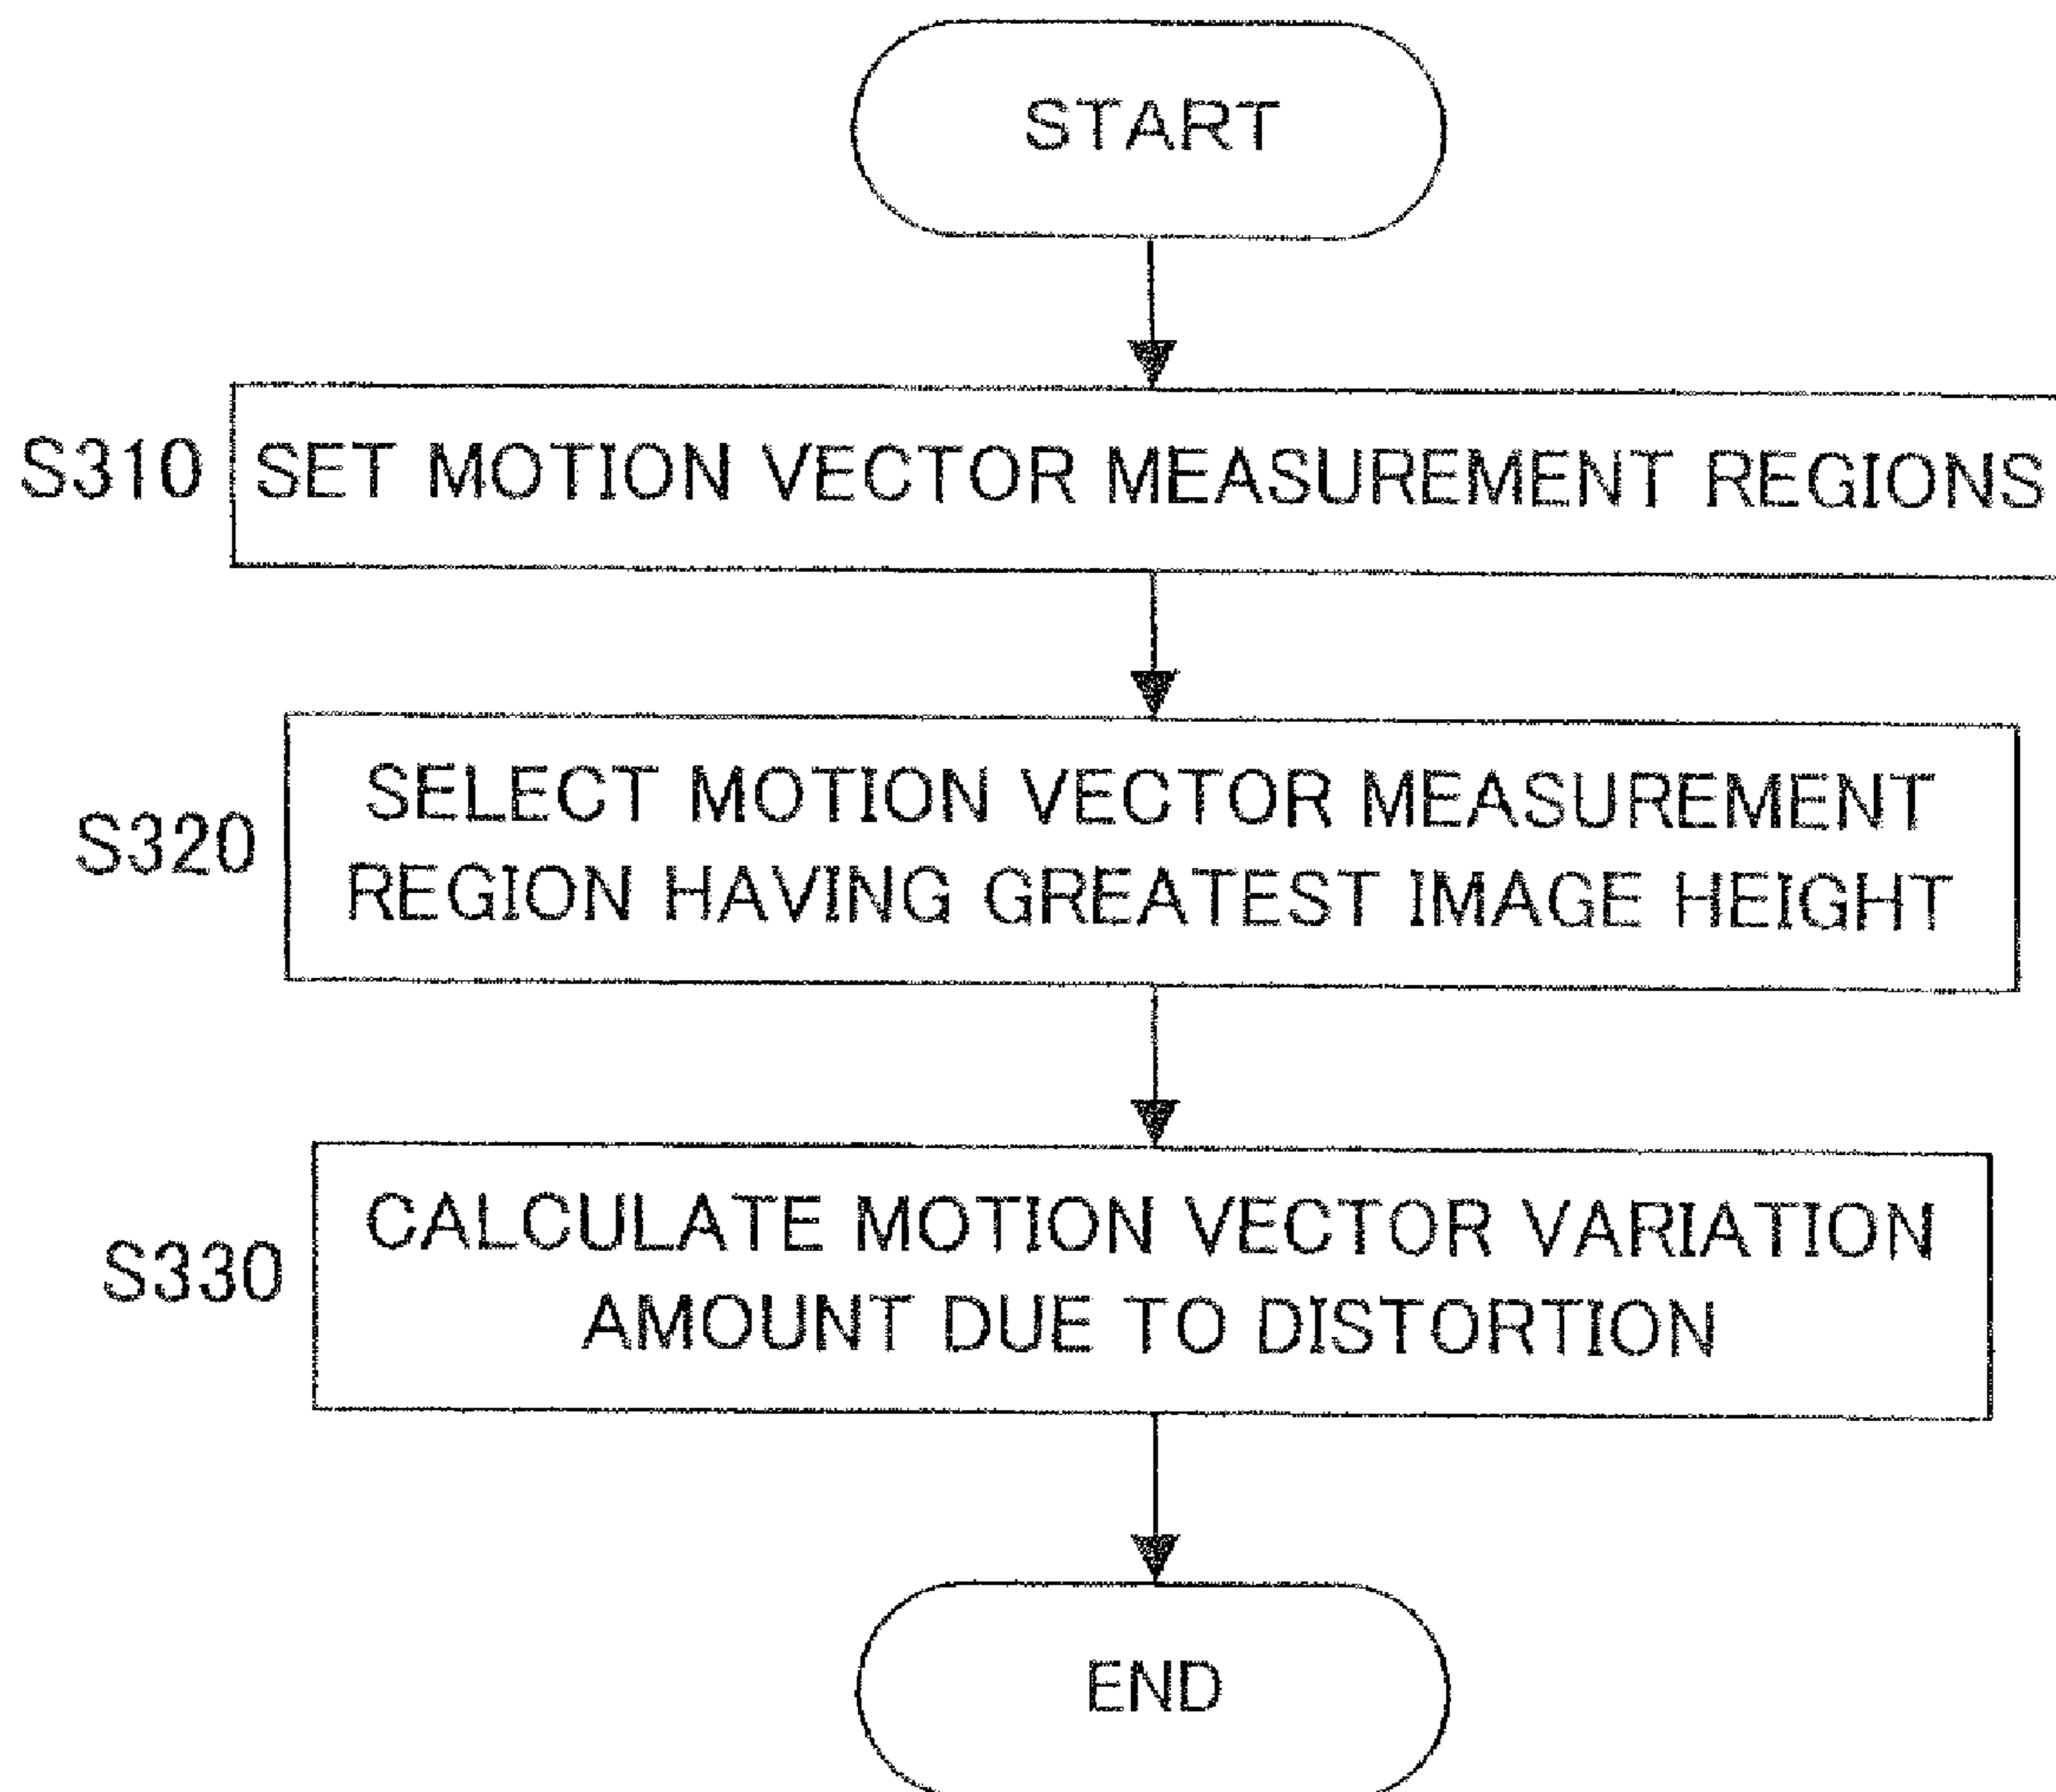 START
S310 SET MOTION VECTOR MEASUREMENT REGIONS
S320
SELECT MOTION VECTOR MEASUREMENT
REGION HAVING GREATEST IMAGE HEIGHT
S330
CALCULATE MOTION VECTOR VARIATION
AMOUNT DUE TO DISTORTION
END